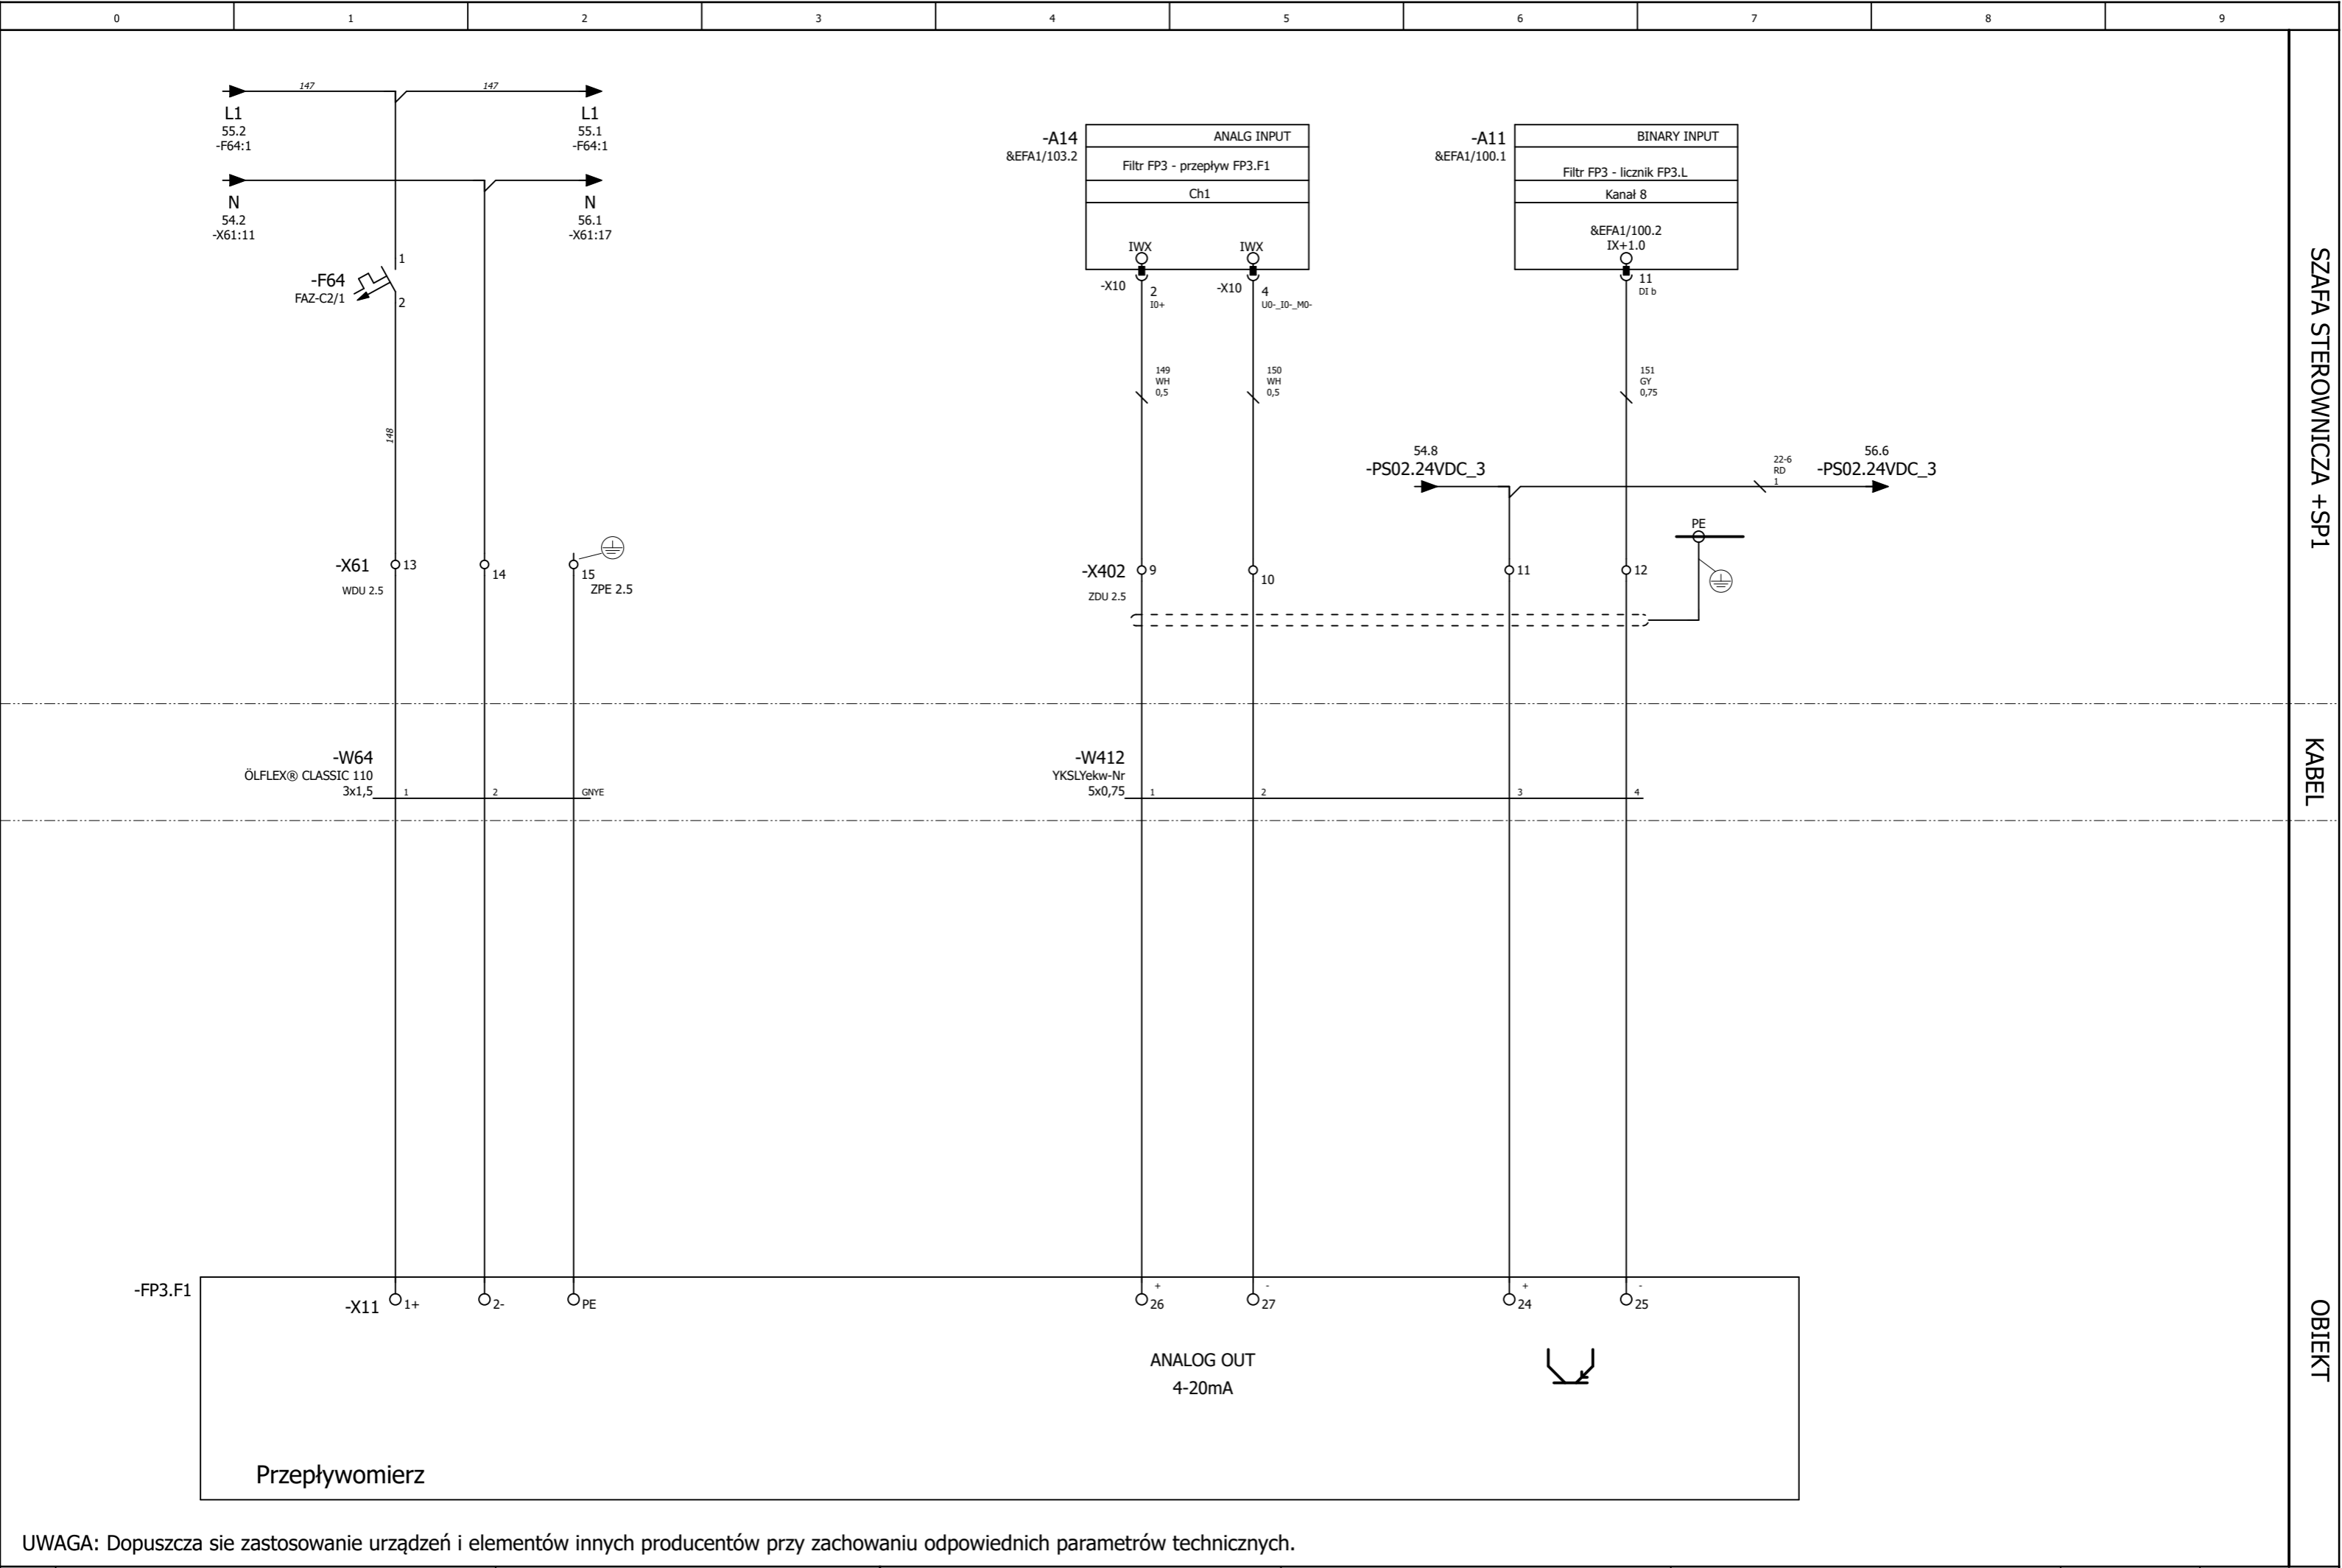 0 1 2 3 4 5 6 7 8 9
147 147
L1
55.2
-F64:1
L1
55.1
-F64:1
N
54.2
-X61:11
N
56.1
-X61:17
-F64
FAZ-C2/1
1
2
148
-A14
&EFA1/103.2
ANALG INPUT
Filtr FP3 - przepływ FP3.F1
Ch1
IWX IWX
-X10
2
I0+
-X10
4
U0-_I0-_M0-
149
WH
0,5
150
WH
0,5
-A11
&EFA1/100.1
BINARY INPUT
Filtr FP3 - licznik FP3.L
Kanał 8
&EFA1/100.2
IX+1.0
11
DI b
151
GY
0,75
54.8
-PS02.24VDC_3
22-6
RD
1
56.6
-PS02.24VDC_3
PE
-X61
WDU 2.5
13
14
15
ZPE 2.5
-X402
ZDU 2.5
9
10
11
12
SZAFA STEROWNICZA +SP1
-W64
ÖLFLEX® CLASSIC 110
3x1,5
1 2 GNYE
-W412
YKSLYekw-Nr
5x0,75
1 2 3 4
KABEL
-FP3.F1
-X11
1+ 2- PE
+ - + -
26 27 24 25
ANALOG OUT
4-20mA
Przepływomierz
OBIEKT
UWAGA: Dopuszcza sie zastosowanie urządzeń i elementów innych producentów przy zachowaniu odpowiednich parametrów technicznych.